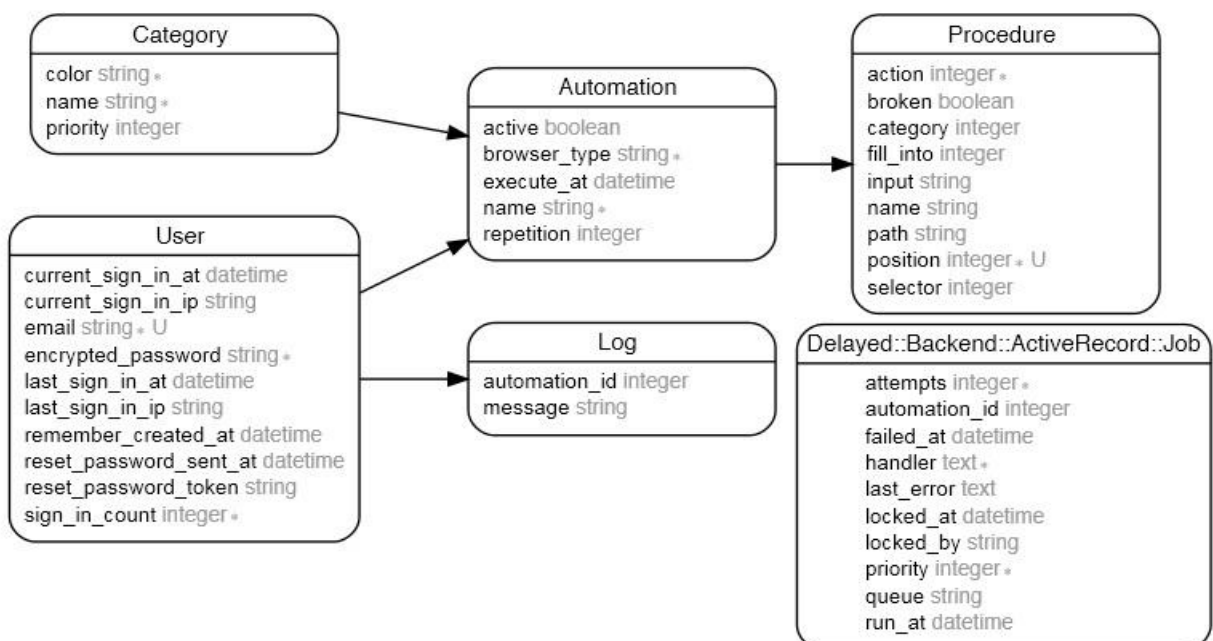 Category
color string*
name string*
priority integer
User
current_sign_in_at datetime
current_sign_in_ip string
email string* U
encrypted_password string*
last_sign_in_at datetime
last_sign_in_ip string
remember_created_at datetime
reset_password_sent_at datetime
reset_password_token string
sign_in_count integer*
Automation
active boolean
browser_type string*
execute_at datetime
name string*
repetition integer
Log
automation_id integer
message string
Procedure
action integer*
broken boolean
category integer
fill_into integer
input string
name string
path string
position integer* U
selector integer
Delayed::Backend::ActiveRecord::Job
attempts integer*
automation_id integer
failed_at datetime
handler text*
last_error text
locked_at datetime
locked_by string
priority integer*
queue string
run_at datetime